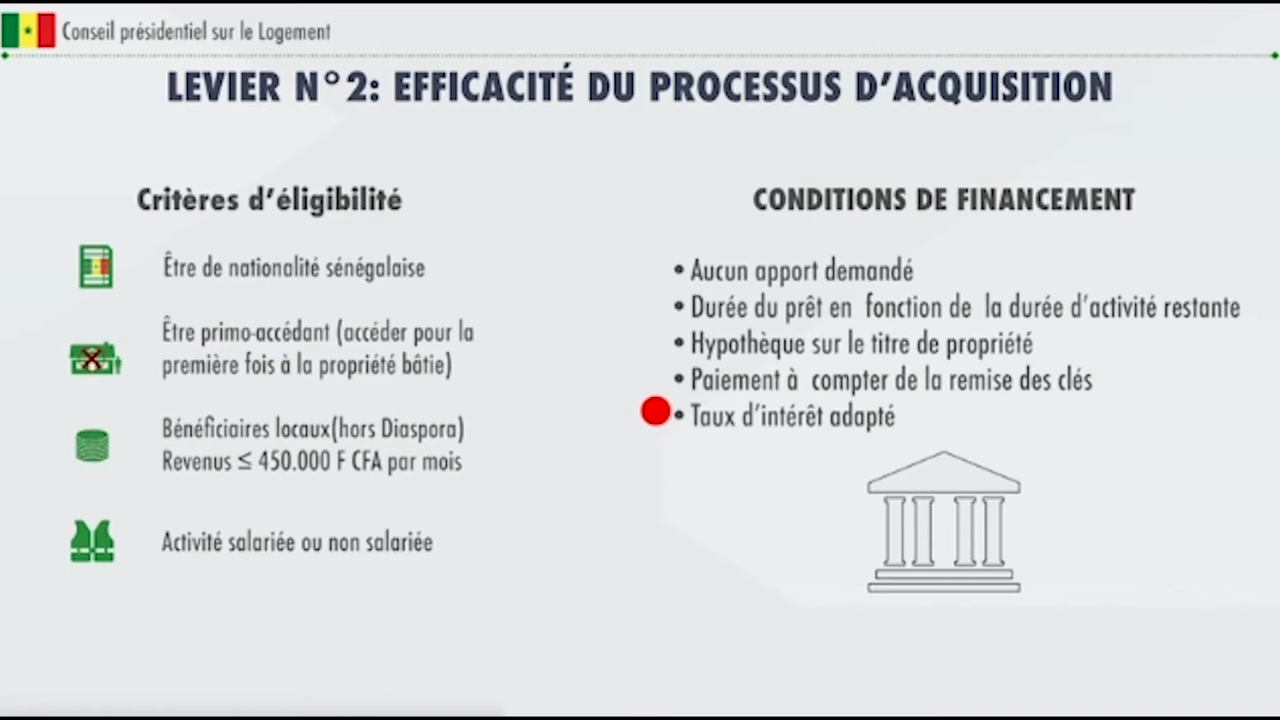 Conseil présidentiel sur le Logement
LEVIER N°2: EFFICACITÉ DU PROCESSUS D'ACQUISITION
Critères d'éligibilité
Être de nationalité sénégalaise
Être primo-accédant (accéder pour la
première fois à la propriété bâtie)
Bénéficiaires locaux(hors Diaspora)
Revenus ≤ 450.000 F CFA par mois
Activité salariée ou non salariée
CONDITIONS DE FINANCEMENT
• Aucun apport demandé
• Durée du prêt en fonction de la durée d'activité restante
• Hypothèque sur le titre de propriété
• Paiement à compter de la remise des clés
• Taux d'intérêt adapté